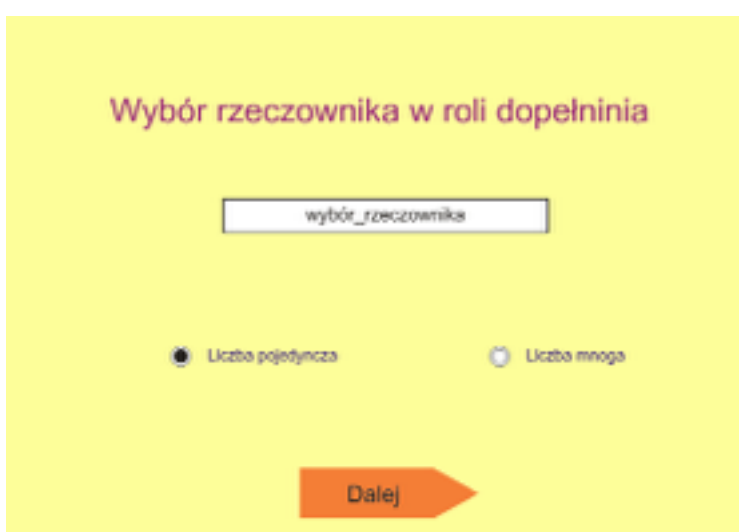 Wybór rzeczownika w roli dopełninia
wybór_rzeczownika
Liczba pojedyncza
Liczba mnoga
Dalej